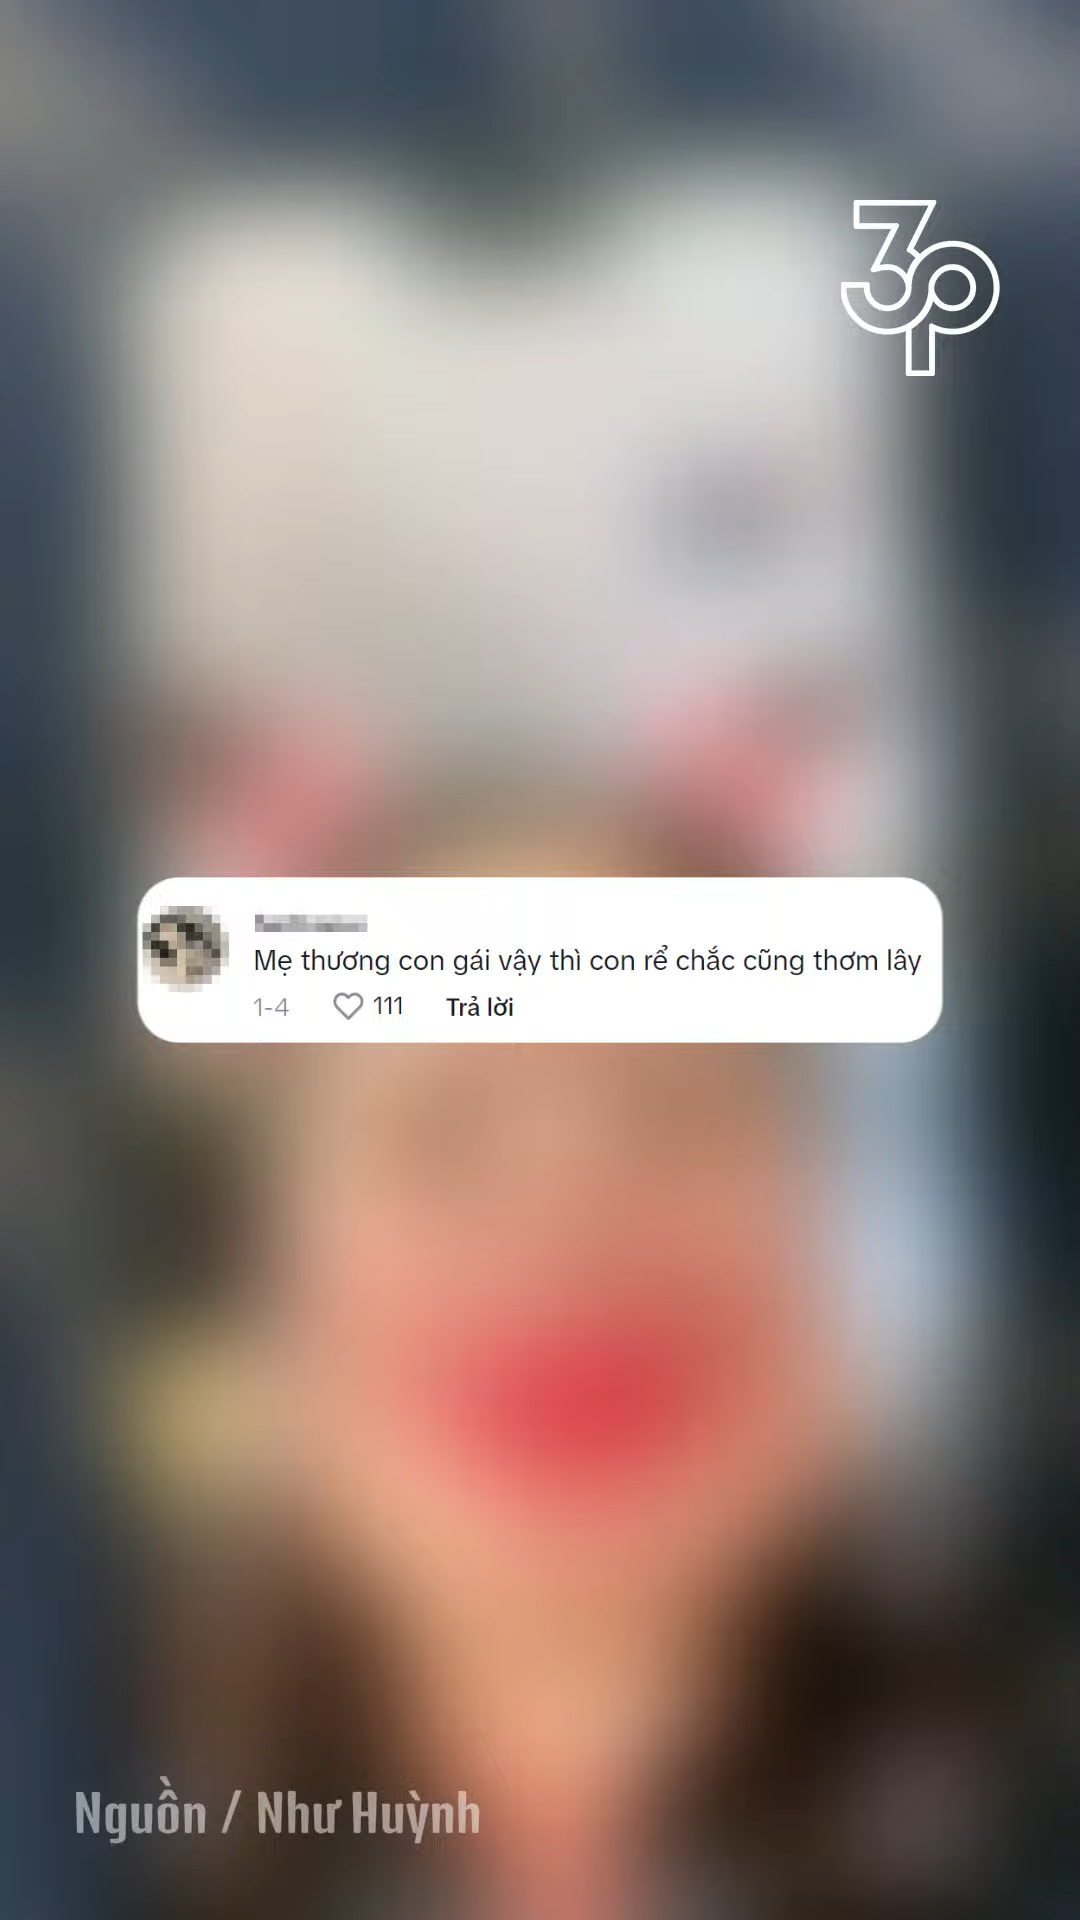 3p
Mẹ thương con gái vậy thì con rể chắc cũng thơm lây
1-4 111 Trả lời
Nguồn / Như Huỳnh